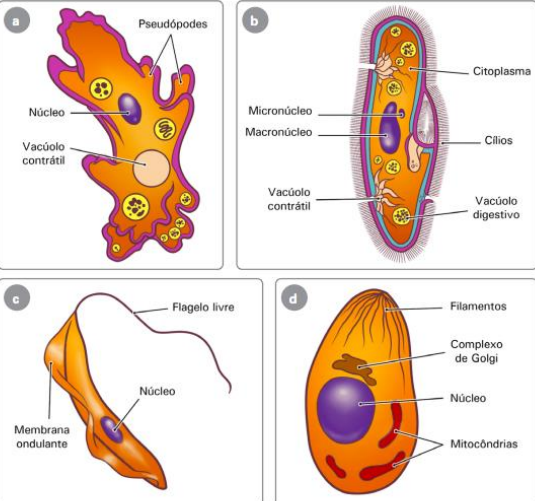 a
Pseudópodes
Núcleo
Vacúolo
contrátil
b
Citoplasma
Micronúcleo
Macronúcleo
Cílios
Vacúolo
contrátil
Vacúolo
digestivo
c
Flagelo livre
Núcleo
Membrana
ondulante
d
Filamentos
Complexo
de Golgi
Núcleo
Mitocôndrias